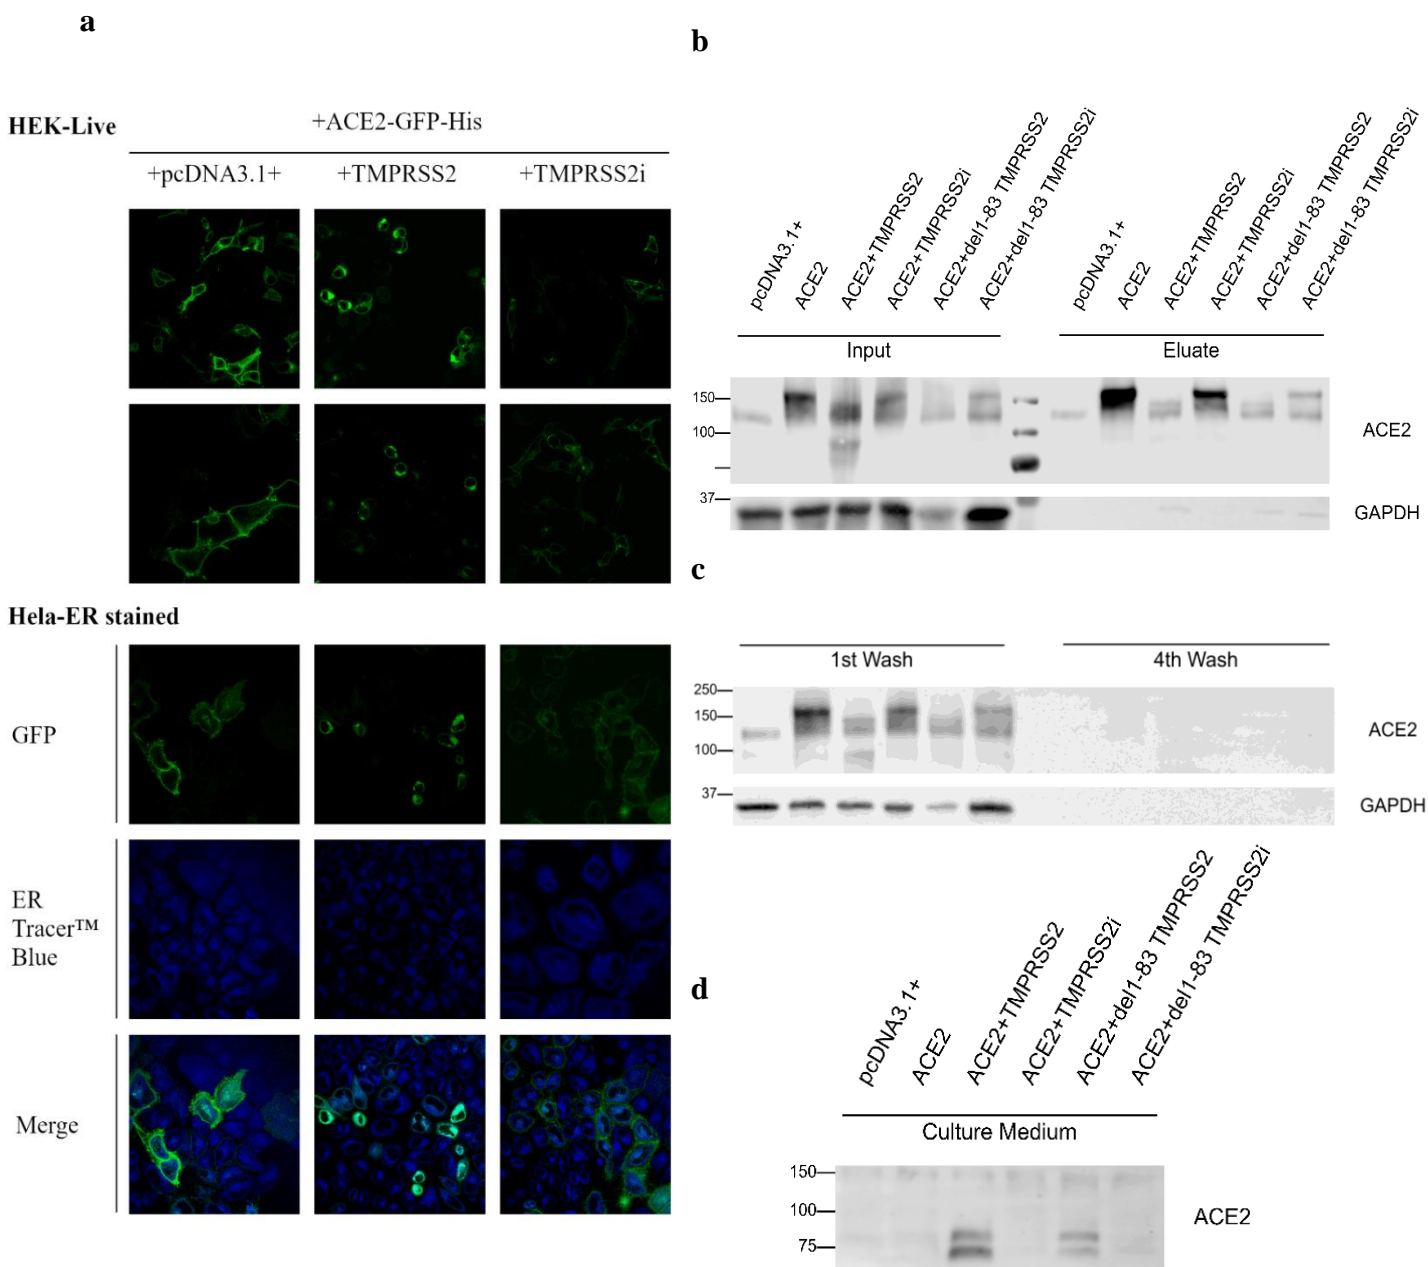 a
HEK-Live
+ACE2-GFP-His
+pcDNA3.1+
+TMPRSS2
+TMPRSS2i
Hela-ER stained
GFP
ER
Tracer™
Blue
Merge
b
pcDNA3.1+
ACE2
ACE2+TMPRSS2
ACE2+TMPRSS2i
ACE2+del1-83 TMPRSS2
ACE2+del1-83 TMPRSS2i
pcDNA3.1+
ACE2
ACE2+TMPRSS2
ACE2+TMPRSS2i
ACE2+del1-83 TMPRSS2
ACE2+del1-83 TMPRSS2i
Input
Eluate
150
100
ACE2
37
GAPDH
c
1st Wash
4th Wash
250
150
100
ACE2
37
GAPDH
d
pcDNA3.1+
ACE2
ACE2+TMPRSS2
ACE2+TMPRSS2i
ACE2+del1-83 TMPRSS2
ACE2+del1-83 TMPRSS2i
Culture Medium
150
100
75
ACE2